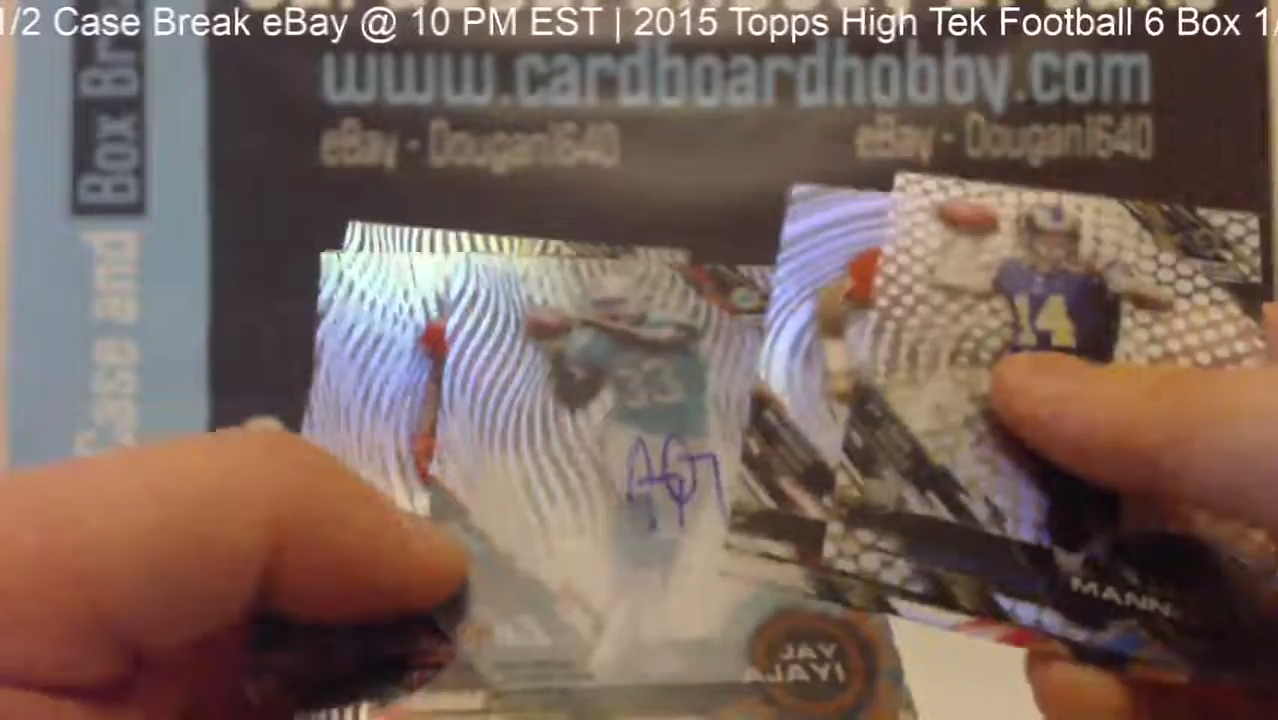 1/2 Case Break eBay @ 10 PM EST | 2015 Topps High Tek Football 6 Box 1/
www.cardboardhobby.com
eBay - Dougan1640
eBay - Dougan1640
Case and Box Br
33
14
MANN
JAY
AJAYI